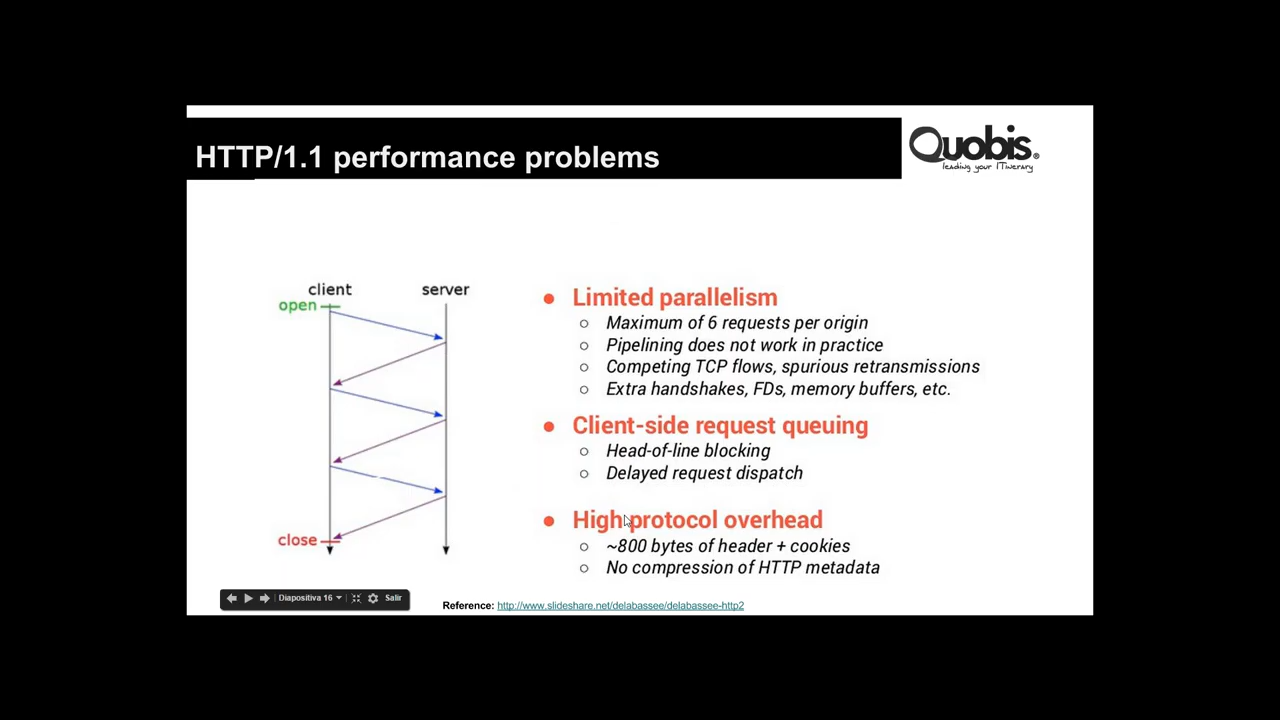 HTTP/1.1 performance problems
Quobis®
leading your ITinerary
client
server
open
close
● Limited parallelism
○ Maximum of 6 requests per origin
○ Pipelining does not work in practice
○ Competing TCP flows, spurious retransmissions
○ Extra handshakes, FDs, memory buffers, etc.
● Client-side request queuing
○ Head-of-line blocking
○ Delayed request dispatch
● High protocol overhead
○ ~800 bytes of header + cookies
○ No compression of HTTP metadata
Diapositiva 16
Salir
Reference: http://www.slideshare.net/delabassee/delabassee-http2